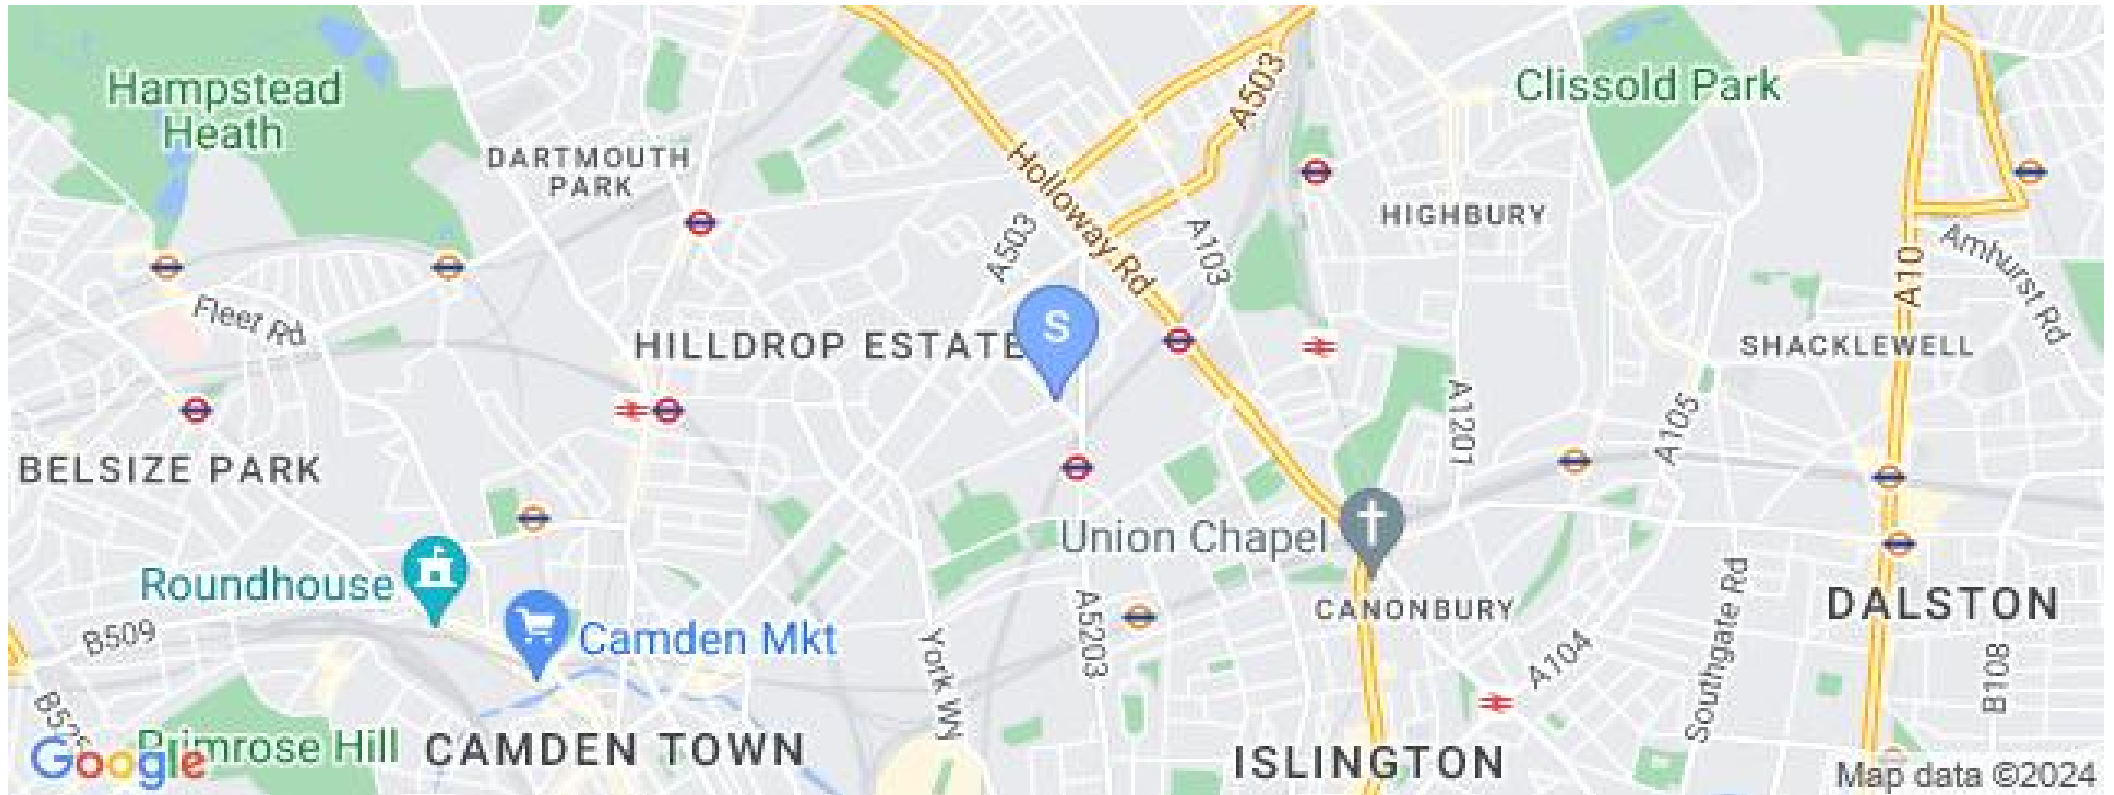 Hampstead
Heath
Clissold Park
A503
DARTMOUTH
PARK
Holloway Rd
HIGHBURY
A503
A103
A10
Amhurst Rd
Fleet Rd
S
HILLDROP ESTATE
SHACKLEWELL
A1201
A105
BELSIZE PARK
Union Chapel
Roundhouse
Camden Mkt
CANONBURY
DALSTON
B509
York Wy
A5203
A104
Southgate Rd
B108
Primrose Hill
CAMDEN TOWN
ISLINGTON
Google
Map data ©2024